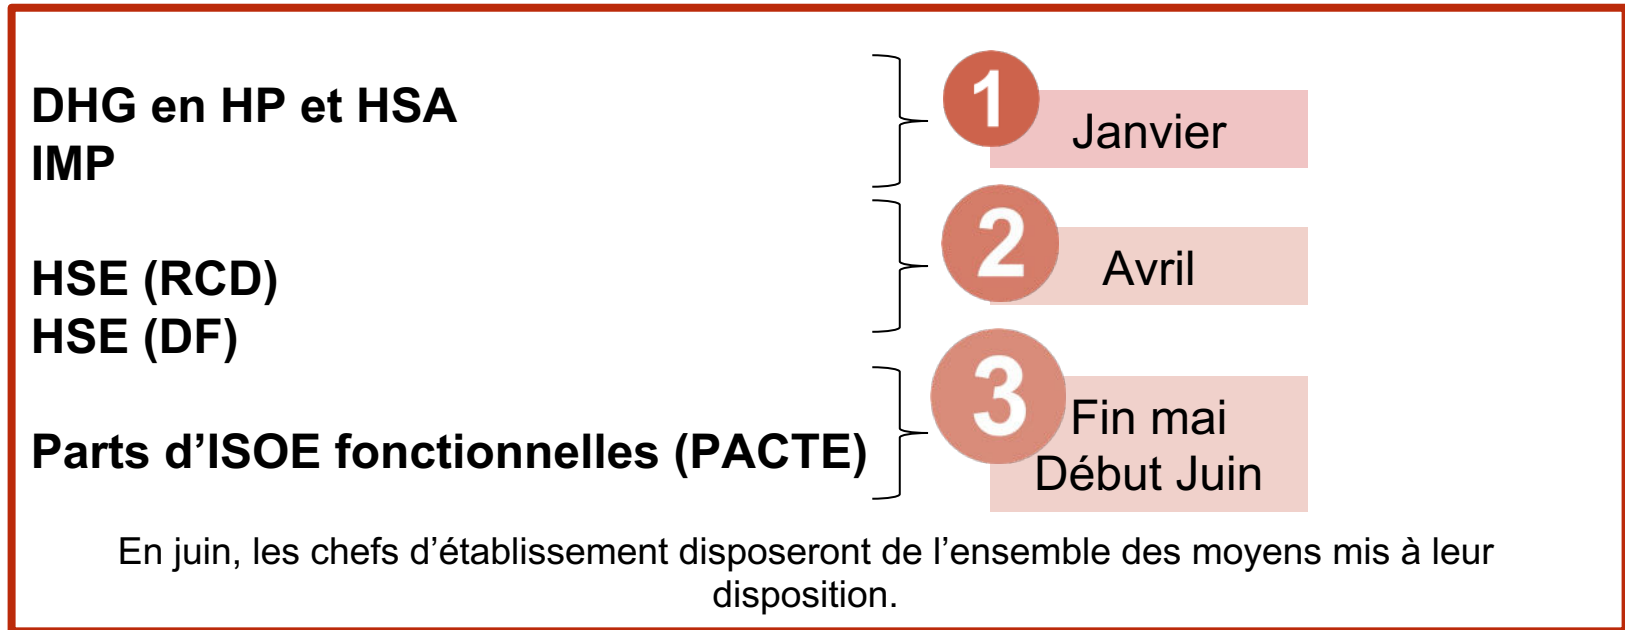 DHG en HP et HSA
IMP
1
Janvier
HSE (RCD)
HSE (DF)
2
Avril
Parts d’ISOE fonctionnelles (PACTE)
3
Fin mai
Début Juin
En juin, les chefs d’établissement disposeront de l’ensemble des moyens mis à leur
disposition.